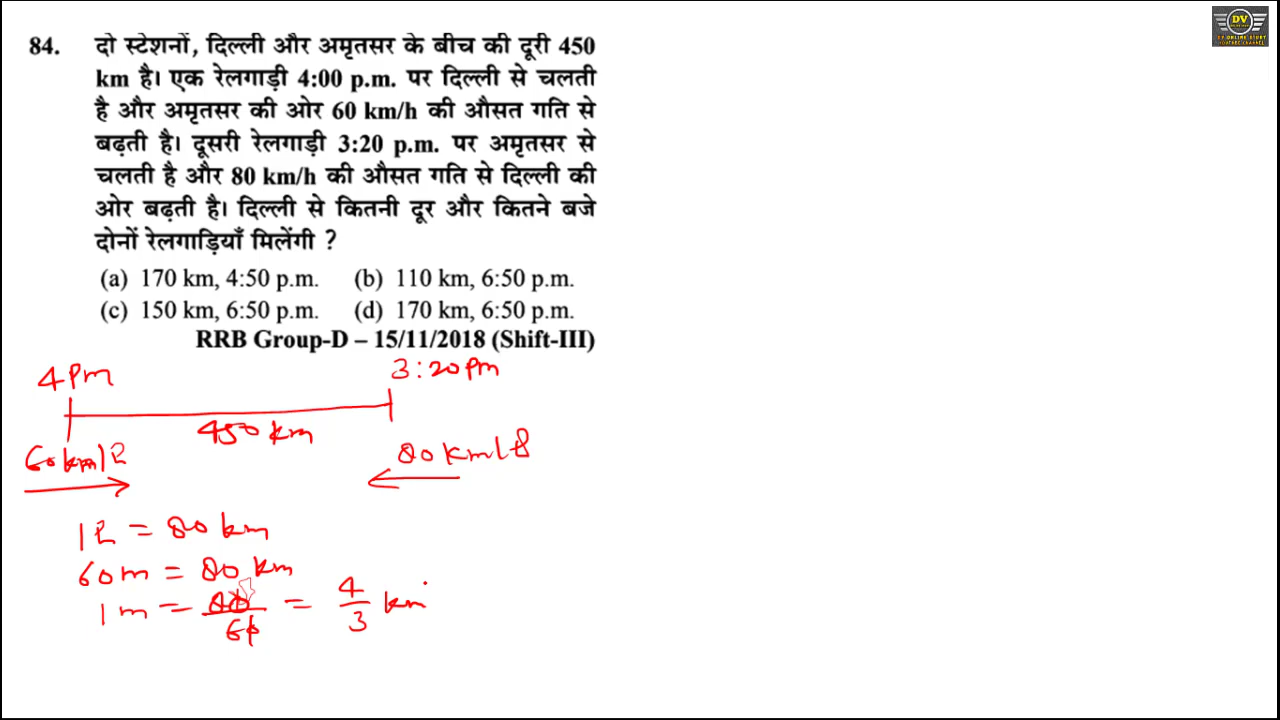 84. दो स्टेशनों, दिल्ली और अमृतसर के बीच की दूरी 450
km है। एक रेलगाड़ी 4:00 p.m. पर दिल्ली से चलती
है और अमृतसर की ओर 60 km/h की औसत गति से
बढ़ती है। दूसरी रेलगाड़ी 3:20 p.m. पर अमृतसर से
चलती है और 80 km/h की औसत गति से दिल्ली की
ओर बढ़ती है। दिल्ली से कितनी दूर और कितने बजे
दोनों रेलगाड़ियाँ मिलेंगी ?
(a) 170 km, 4:50 p.m. (b) 110 km, 6:50 p.m.
(c) 150 km, 6:50 p.m. (d) 170 km, 6:50 p.m.
RRB Group-D – 15/11/2018 (Shift-III)
4 Pm 3:20 Pm
450 km
60 km/h 80 km/h
1h = 80 km
60m = 80 km
1m = 80/60 = 4/3 km
DV